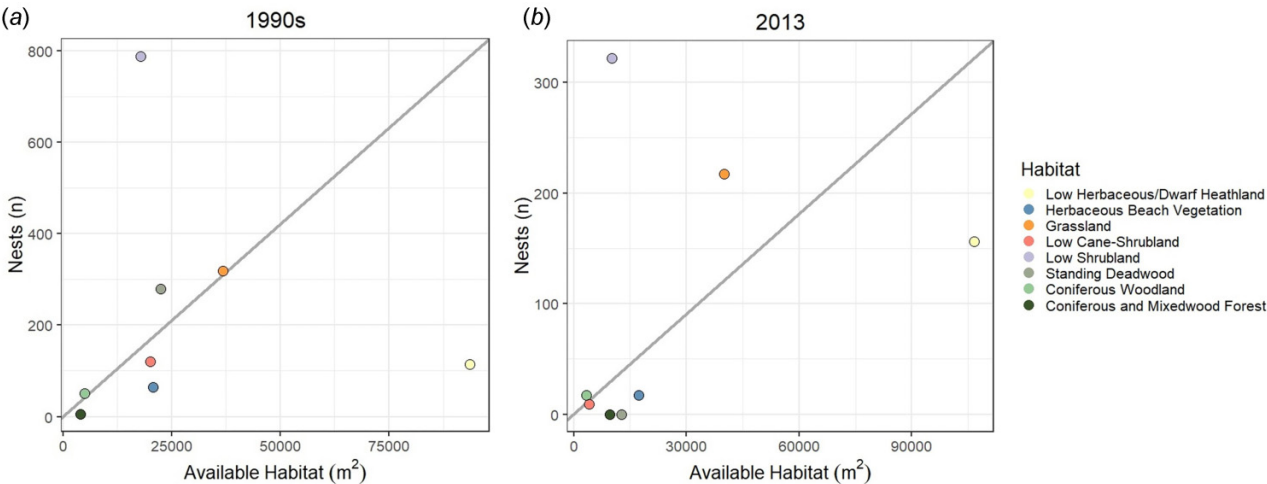 (a)
1990s
800
600
400
200
0
Nests (n)
0 25000 50000 75000
Available Habitat (m²)
(b)
2013
300
200
100
0
Nests (n)
0 30000 60000 90000
Available Habitat (m²)
Habitat
Low Herbaceous/Dwarf Heathland
Herbaceous Beach Vegetation
Grassland
Low Cane-Shrubland
Low Shrubland
Standing Deadwood
Coniferous Woodland
Coniferous and Mixedwood Forest